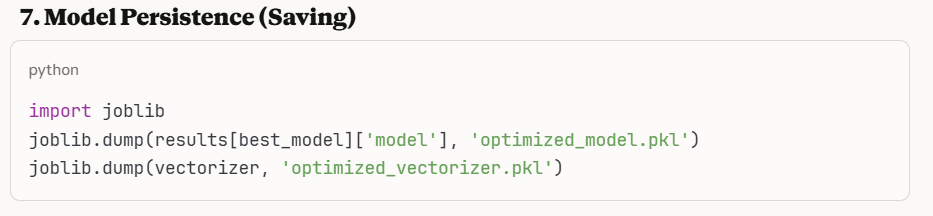 7. Model Persistence (Saving)
python
import joblib
joblib.dump(results[best_model]['model'], 'optimized_model.pkl')
joblib.dump(vectorizer, 'optimized_vectorizer.pkl')